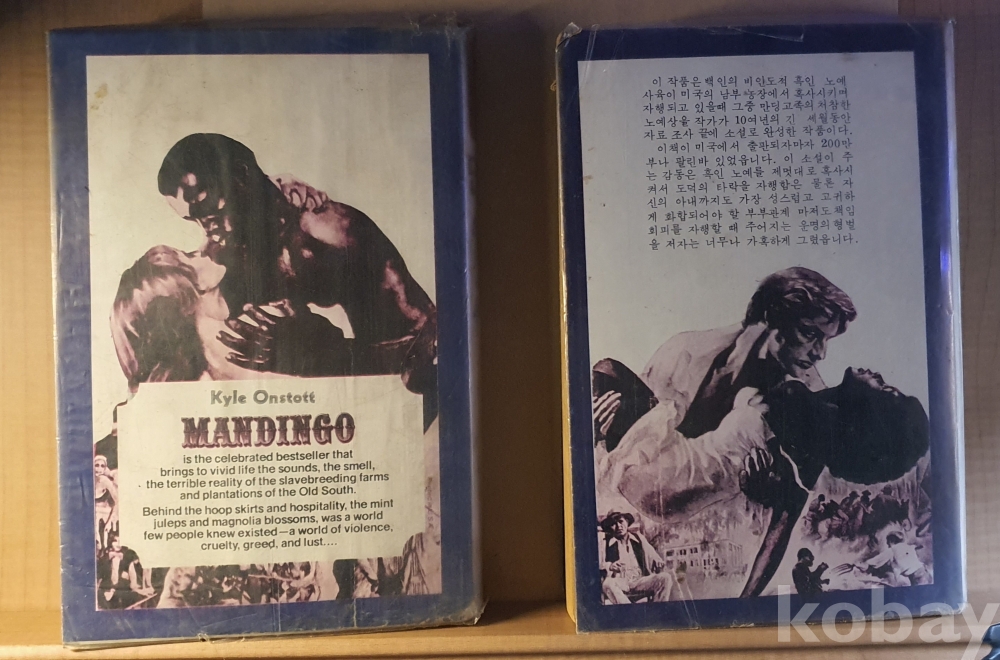 Kyle Onstott
MANDINGO
is the celebrated bestseller that
brings to vivid life the sounds, the smell,
the terrible reality of the slavebreeding farms
and plantations of the Old South.
Behind the hoop skirts and hospitality, the mint
juleps and magnolia blossoms, was a world
few people knew existed—a world of violence,
cruelty, greed, and lust....
이 작품은 백인의 비안도적 흑인 노예
사육이 미국의 남부 농장에서 혹사시키며
자행되고 있을때 그중 만딩고족의 처참한
노예상을 작가가 10여년의 긴 세월동안
자료 조사 끝에 소설로 완성한 작품이다.
이책이 미국에서 출판되자마자 200만
부나 팔린바 있었읍니다. 이 소설이 주
는 감동은 흑인 노예를 제멋대로 혹사시
켜서 도덕의 타락을 자행함은 물론 자
신의 아내까지도 가장 성스럽고 고귀하
게 화합되어야 할 부부관계 마저도 책임
회피를 자행할 때 주어지는 운명의 형벌
을 저자는 너무나 가혹하게 그렸읍니다.
kobay